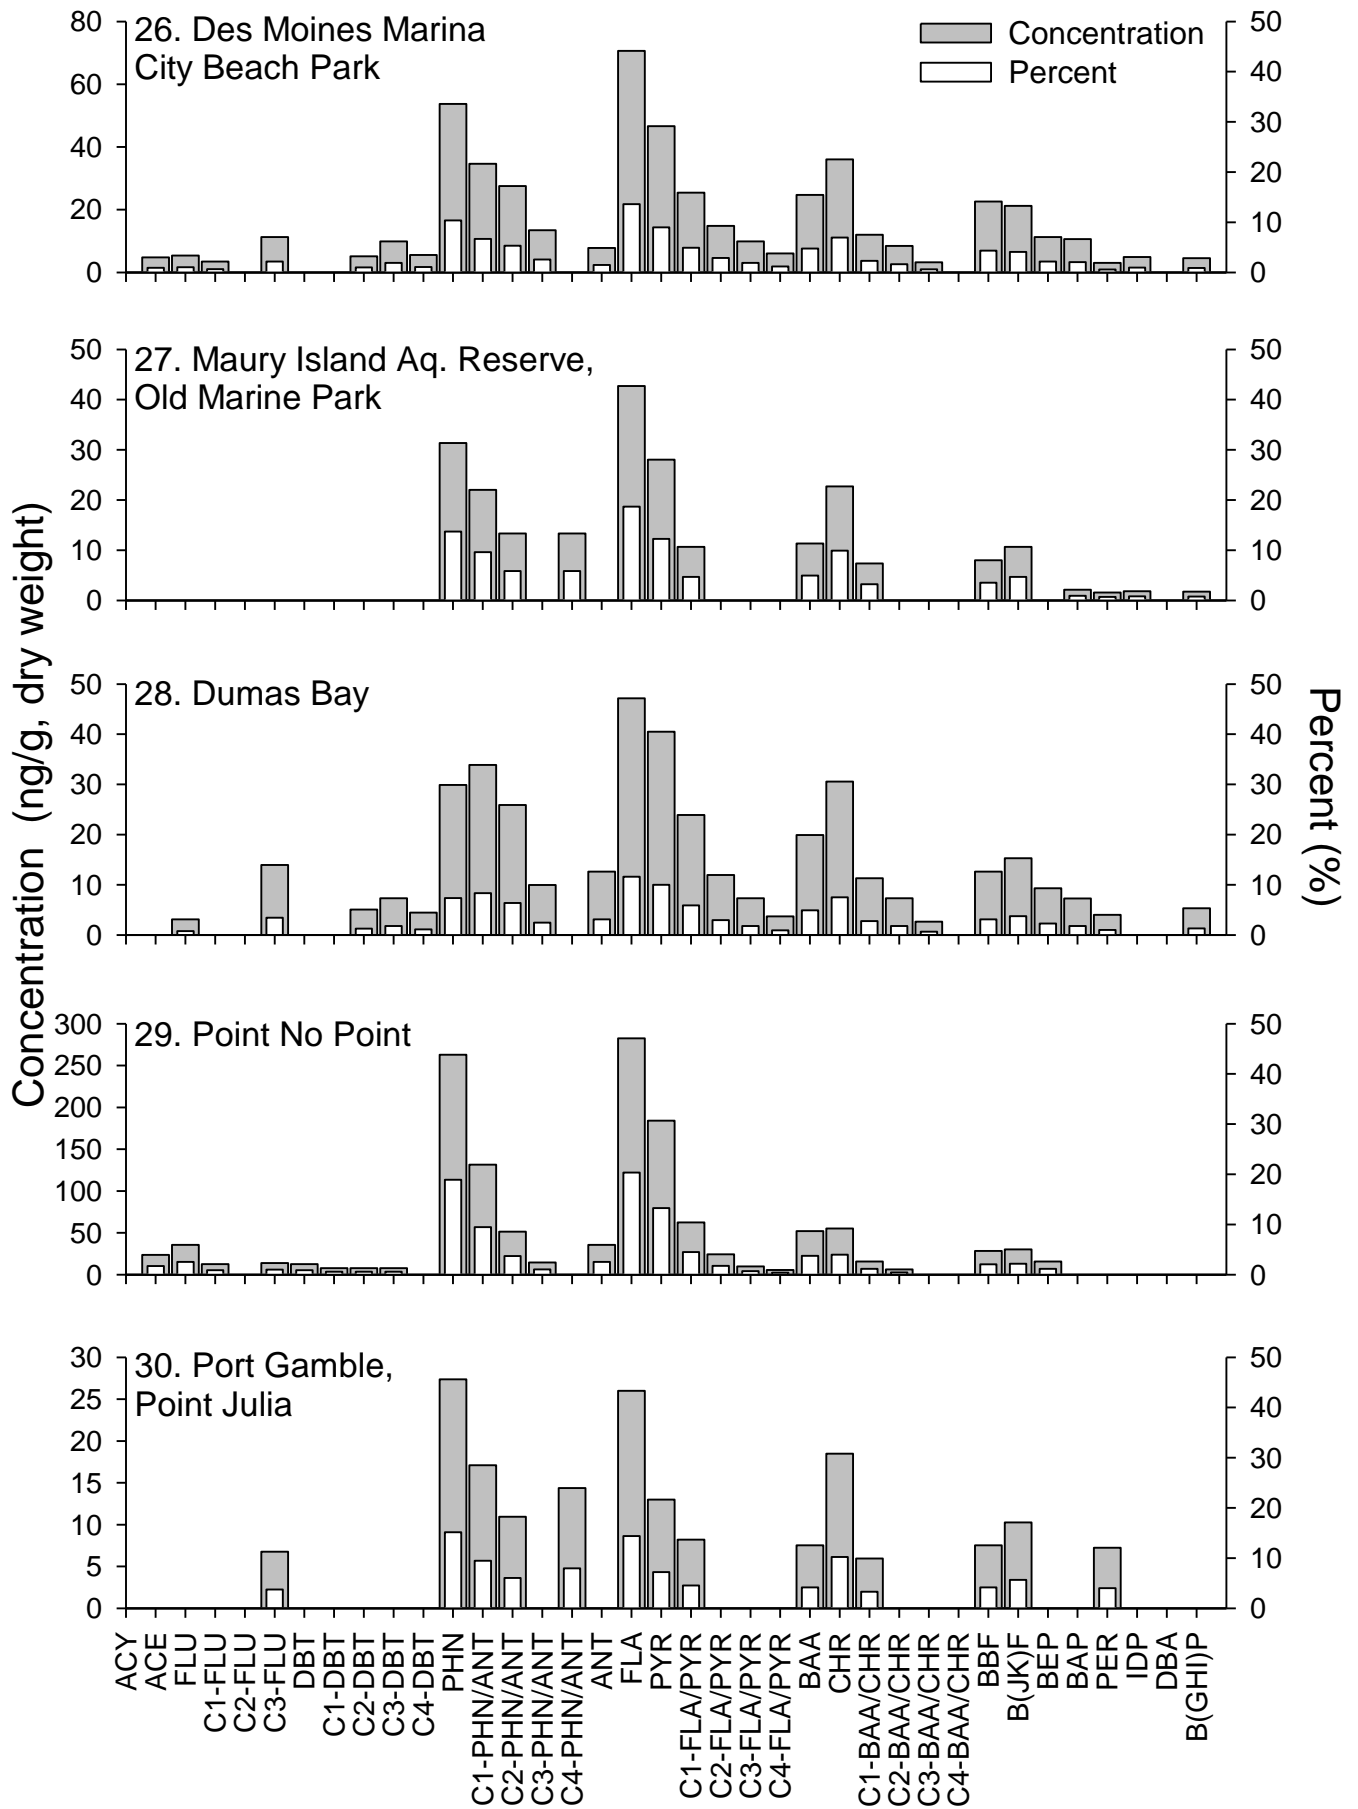 26. Des Moines Marina
City Beach Park
Concentration
Percent
80
60
40
20
0
50
40
30
20
10
0
27. Maury Island Aq. Reserve,
Old Marine Park
50
40
30
20
10
0
50
40
30
20
10
0
28. Dumas Bay
50
40
30
20
10
0
50
40
30
20
10
0
29. Point No Point
300
250
200
150
100
50
0
50
40
30
20
10
0
30. Port Gamble,
Point Julia
30
25
20
15
10
5
0
50
40
30
20
10
0
Concentration (ng/g, dry weight)
Percent (%)
ACY
ACE
FLU
C1-FLU
C2-FLU
C3-FLU
DBT
C1-DBT
C2-DBT
C3-DBT
C4-DBT
PHN
C1-PHN/ANT
C2-PHN/ANT
C3-PHN/ANT
C4-PHN/ANT
ANT
FLA
PYR
C1-FLA/PYR
C2-FLA/PYR
C3-FLA/PYR
C4-FLA/PYR
BAA
CHR
C1-BAA/CHR
C2-BAA/CHR
C3-BAA/CHR
C4-BAA/CHR
BBF
B(JK)F
BEP
BAP
PER
IDP
DBA
B(GHI)P